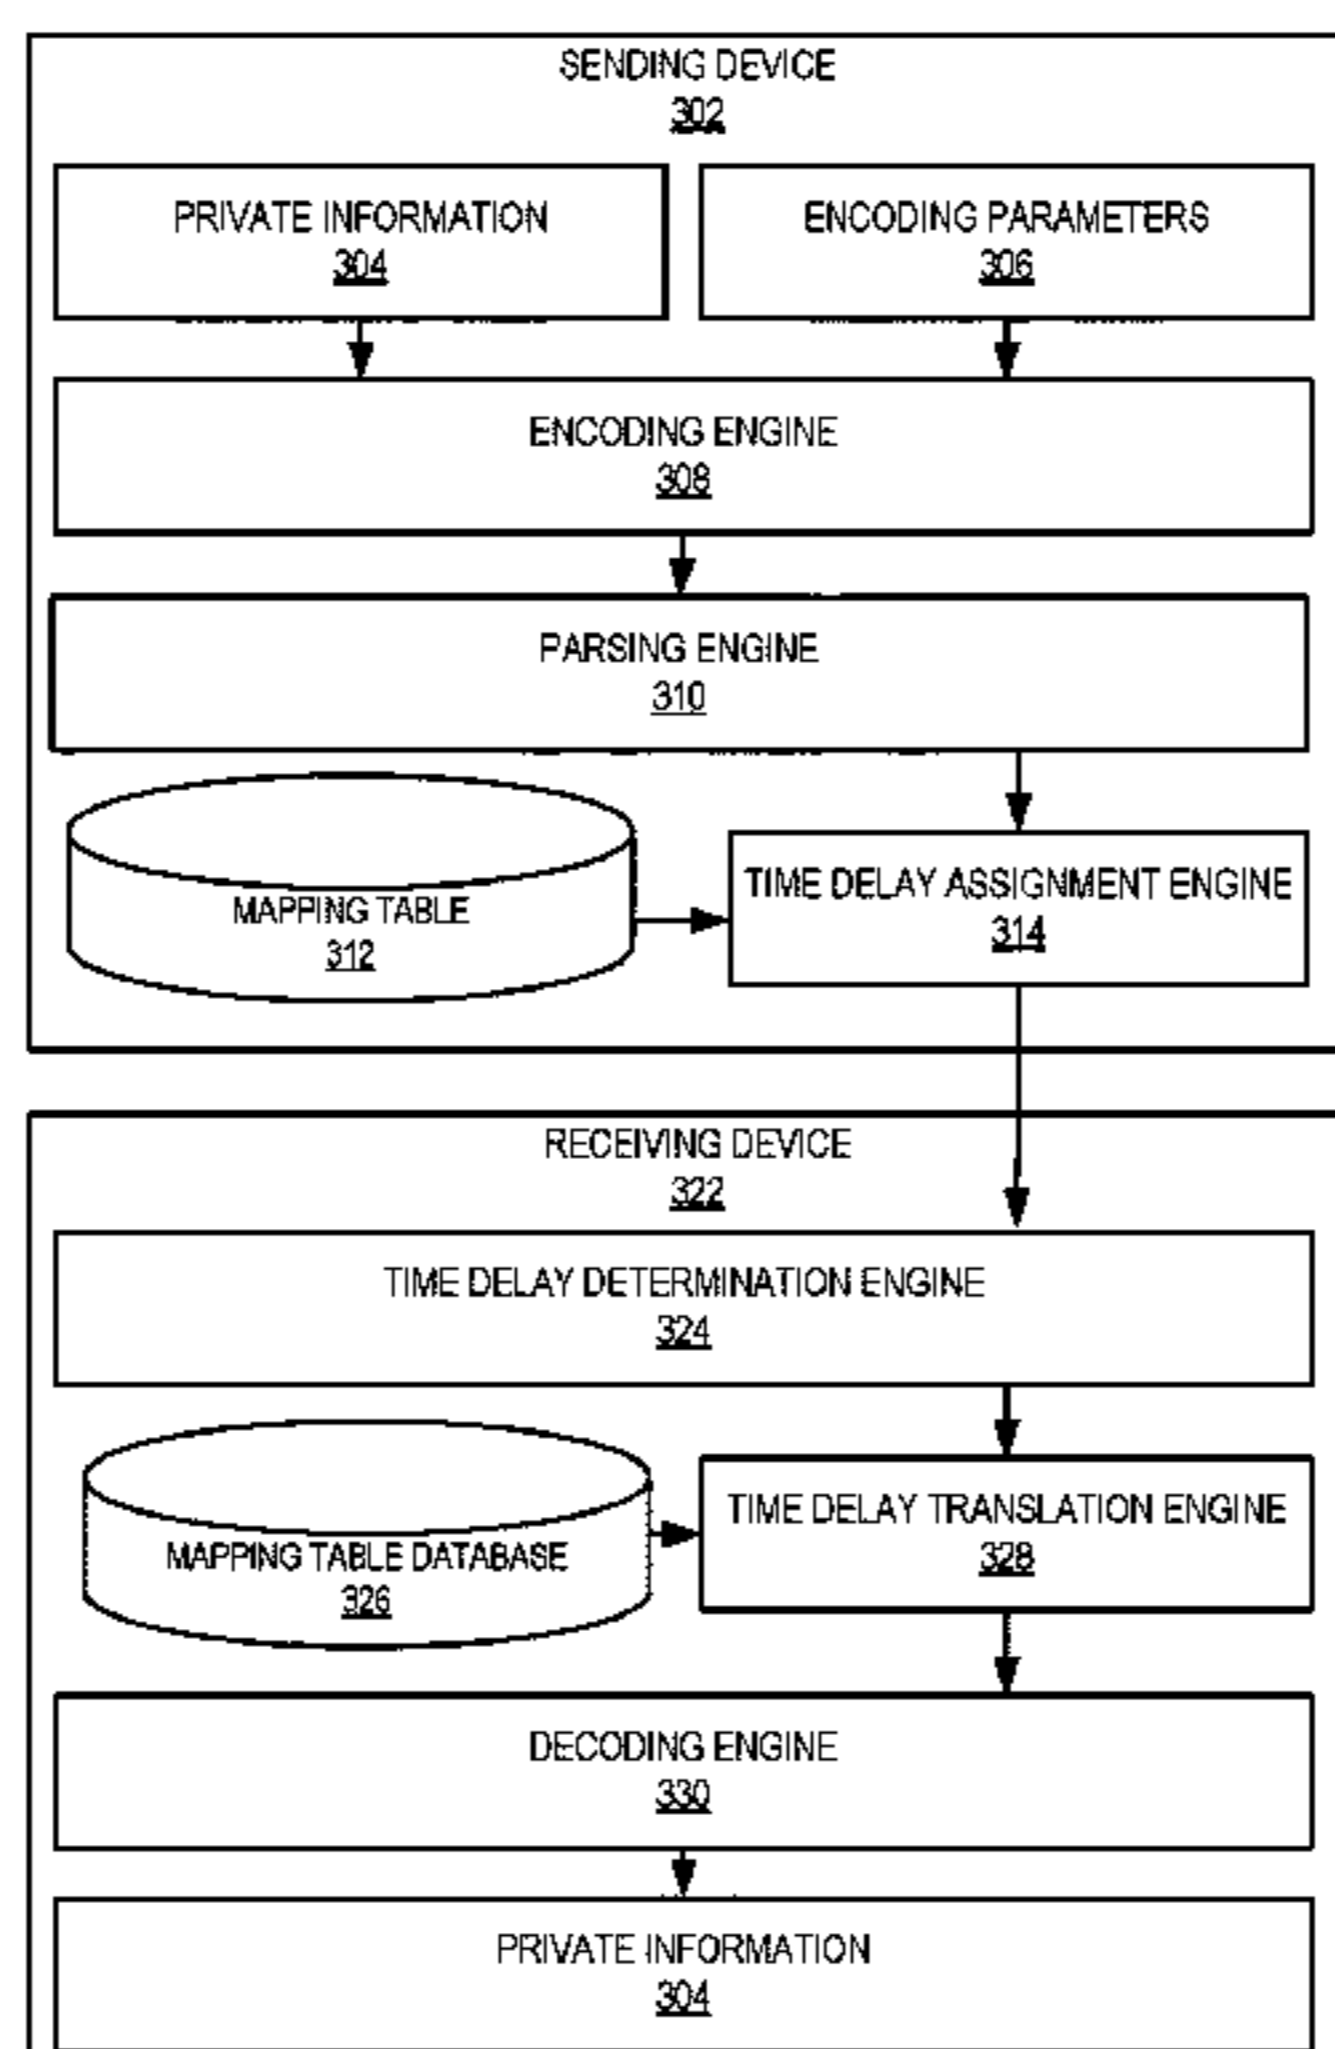 SENDING DEVICE
302
PRIVATE INFORMATION
304
ENCODING PARAMETERS
306
ENCODING ENGINE
308
PARSING ENGINE
310
MAPPING TABLE
312
TIME DELAY ASSIGNMENT ENGINE
314
RECEIVING DEVICE
322
TIME DELAY DETERMINATION ENGINE
324
MAPPING TABLE DATABASE
326
TIME DELAY TRANSLATION ENGINE
328
DECODING ENGINE
330
PRIVATE INFORMATION
304